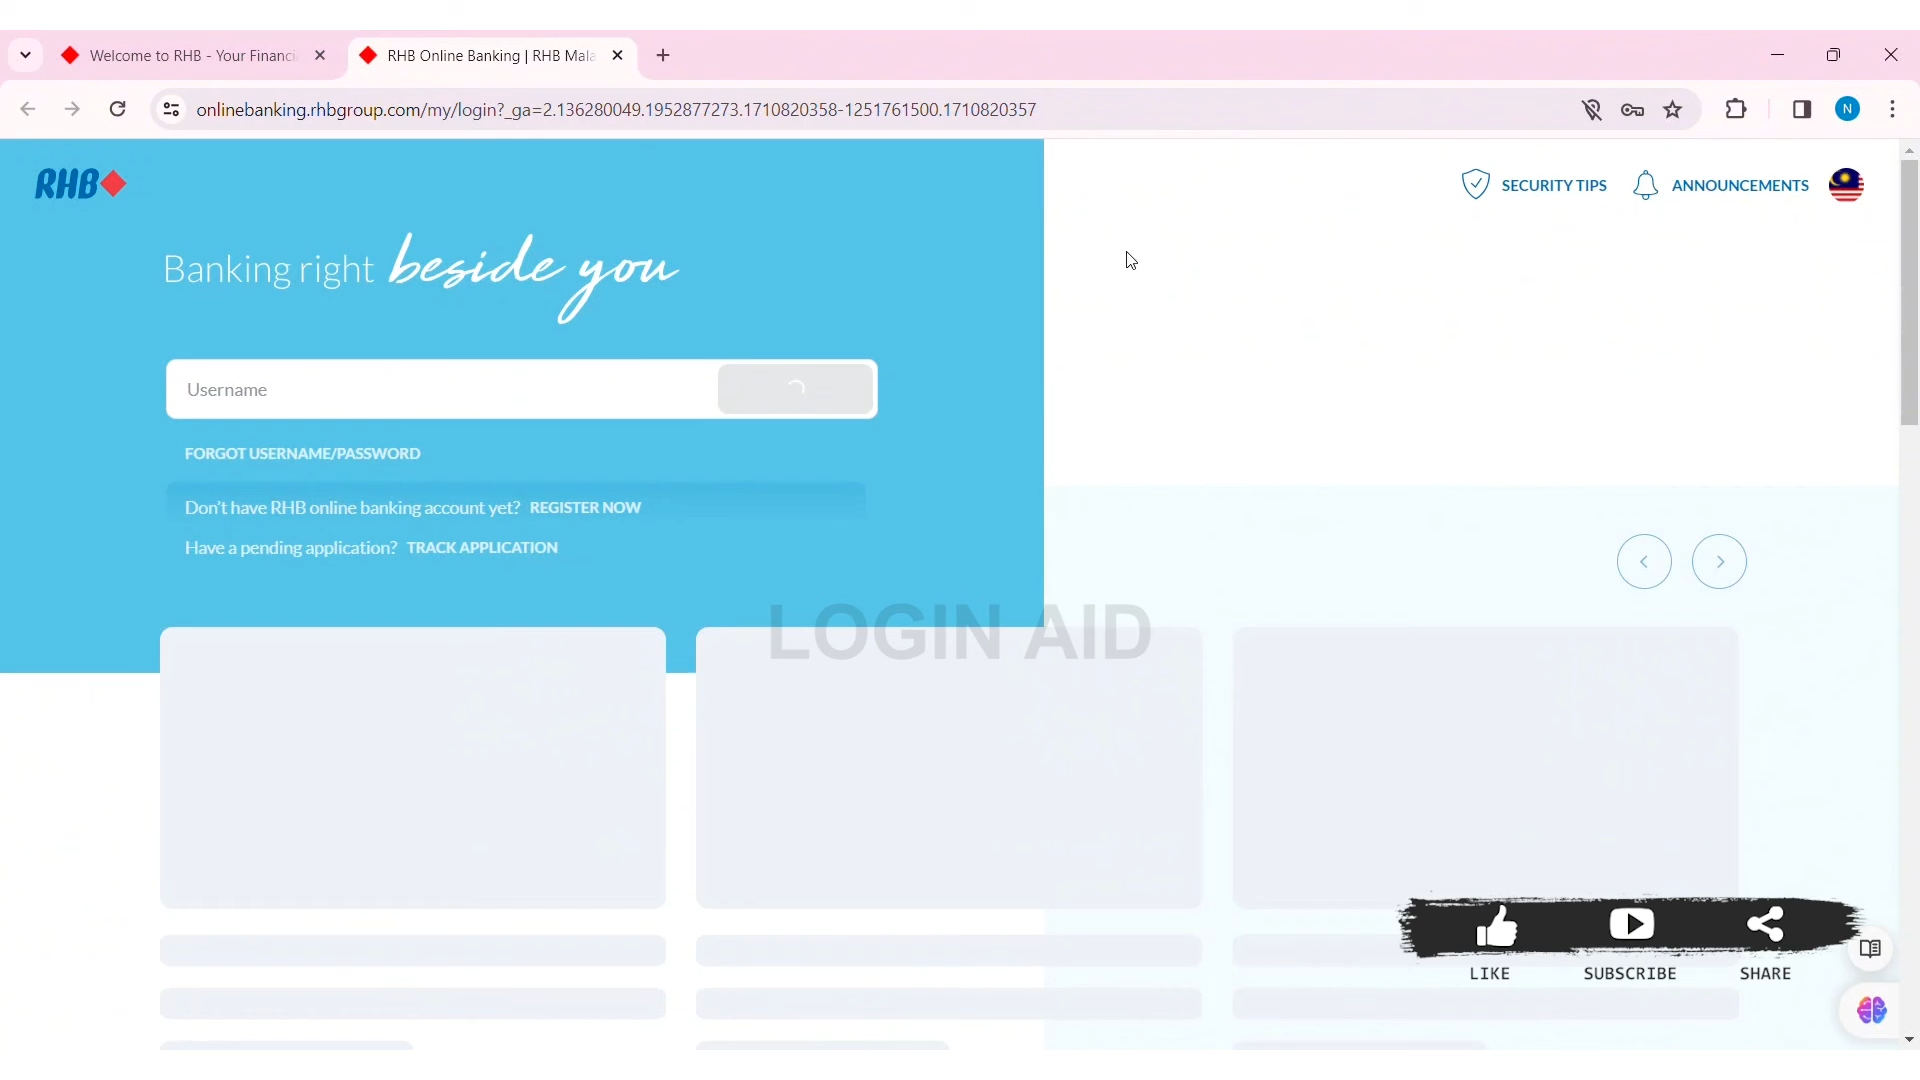 Welcome to RHB - Your Financi
RHB Online Banking | RHB Mala
onlinebanking.rhbgroup.com/my/login?_ga=2.136280049.1952877273.1710820358-1251761500.1710820357
N
RHB
SECURITY TIPS
ANNOUNCEMENTS
Banking right beside you
Username
FORGOT USERNAME/PASSWORD
Don't have RHB online banking account yet? REGISTER NOW
Have a pending application? TRACK APPLICATION
LOGIN AID
LIKE
SUBSCRIBE
SHARE